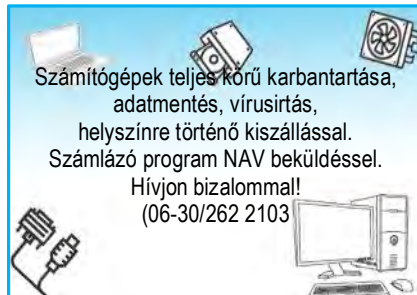 Számítógépek teljes körű karbantartása,
adatmentés, vírusirtás,
helyszínre történő kiszállással.
Számlázó program NAV beküldéssel.
Hívjon bizalommal!
(06-30/262 2103